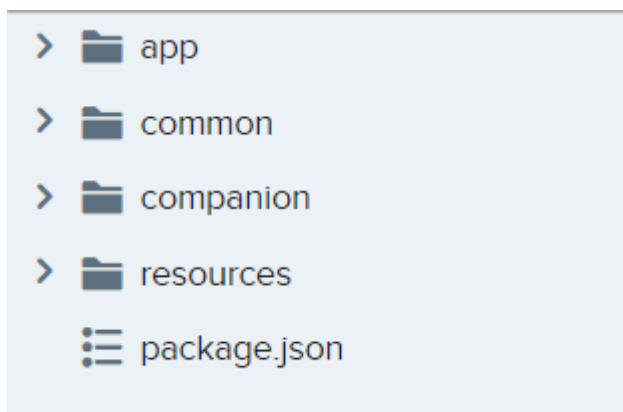 app
common
companion
resources
package.json